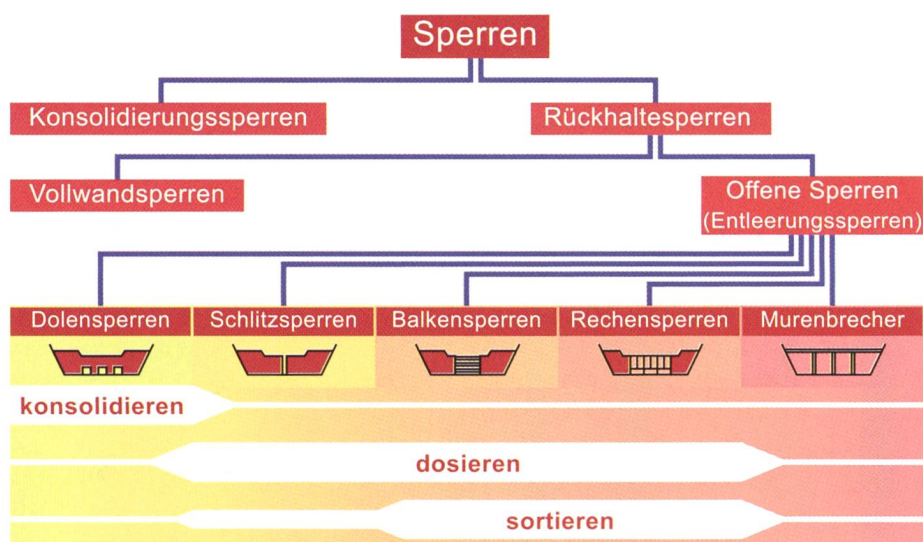 Sperren
Konsolidierungssperren
Rückhaltesperren
Vollwandsperren
Offene Sperren
(Entleerungssperren)
Dolensperren
Schlitzsperren
Balkensperren
Rechensperren
Murenbrecher
konsolidieren
dosieren
sortieren